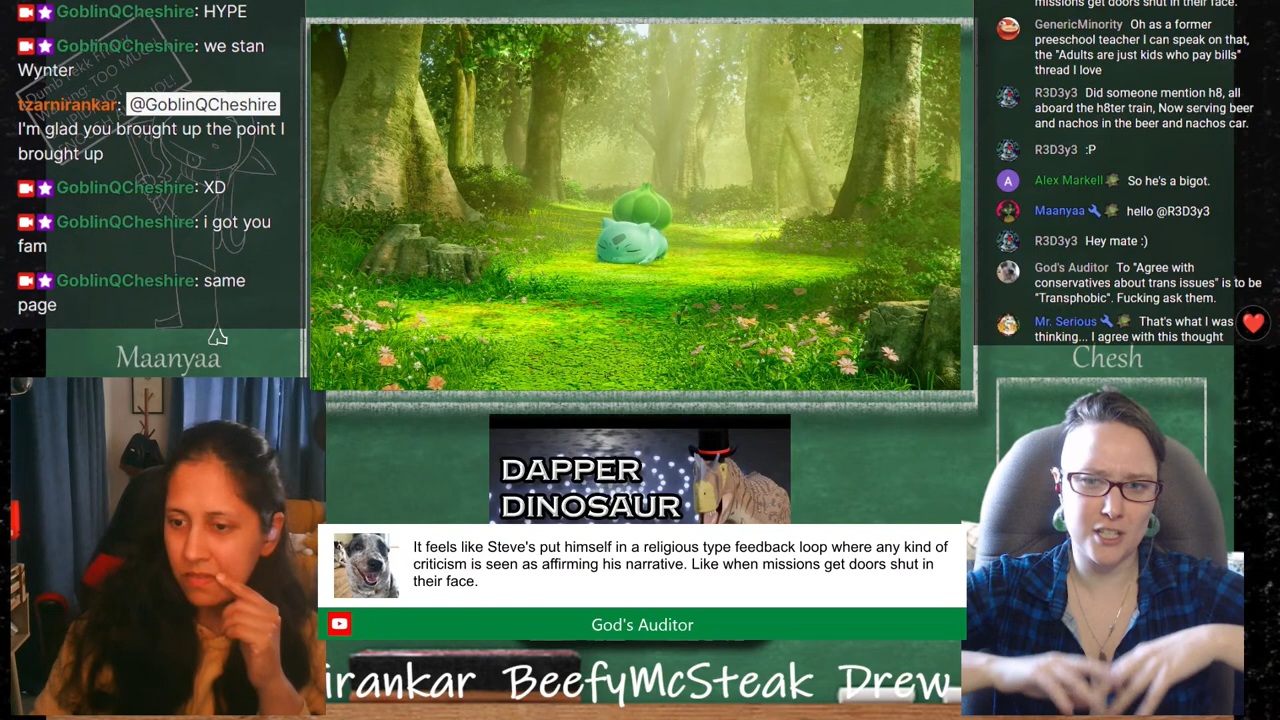 GoblinQCheshire: HYPE
GoblinQCheshire: we stan
Wynter
tzarnirankar: @GoblinQCheshire
I'm glad you brought up the point I
brought up
GoblinQCheshire: XD
GoblinQCheshire: i got you
fam
GoblinQCheshire: same
page
Maanyaa
missions get doors shut in their face.
GenericMinority Oh as a former
preeschool teacher I can speak on that,
the "Adults are just kids who pay bills"
thread I love
R3D3y3 Did someone mention h8, all
aboard the h8ter train, Now serving beer
and nachos in the beer and nachos car.
R3D3y3 :P
A
Alex Markell So he's a bigot.
Maanyaa hello @R3D3y3
R3D3y3 Hey mate :)
God's Auditor To "Agree with
conservatives about trans issues" is to be
"Transphobic". Fucking ask them.
Mr. Serious That's what I was
thinking... I agree with this thought
Chesh
DAPPER
DINOSAUR
It feels like Steve's put himself in a religious type feedback loop where any kind of
criticism is seen as affirming his narrative. Like when missions get doors shut in
their face.
God's Auditor
irankar BeefyMcSteak Drew